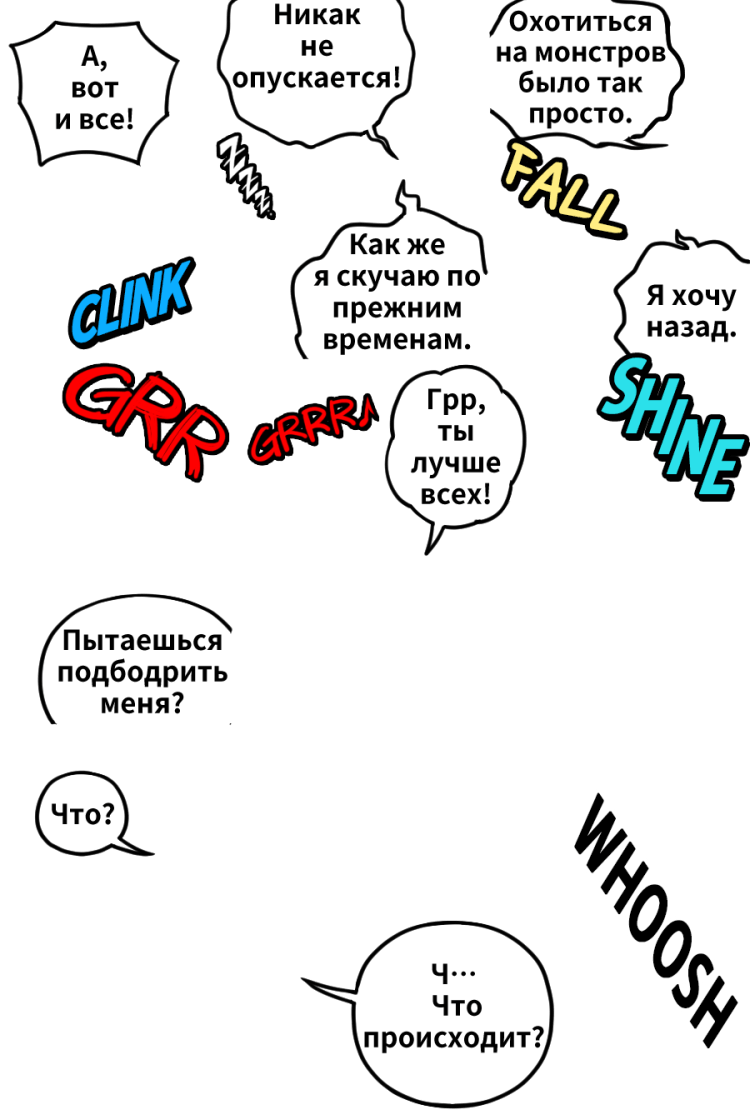 А,
вот
и все!
Никак
не
опускается!
Охотиться
на монстров
было так
просто.
ZZZZ.
FALL
Как же
я скучаю по
прежним
временам.
CLINK
Я хочу
назад.
GRR
GRRR
Грр,
ты
лучше
всех!
SHINE
Пытаешься
подбодрить
меня?
Что?
WHOOSH
Ч…
Что
происходит?